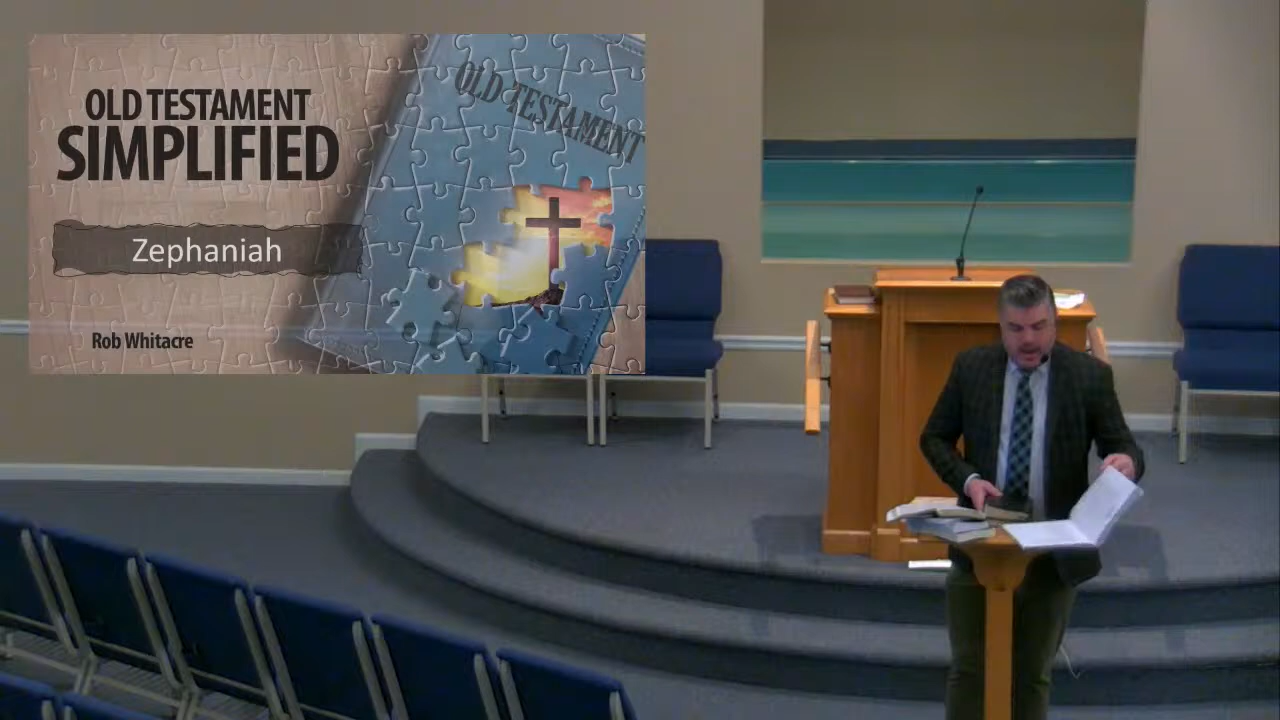 OLD TESTAMENT
SIMPLIFIED
Zephaniah
Rob Whitacre
OLD TESTAMENT